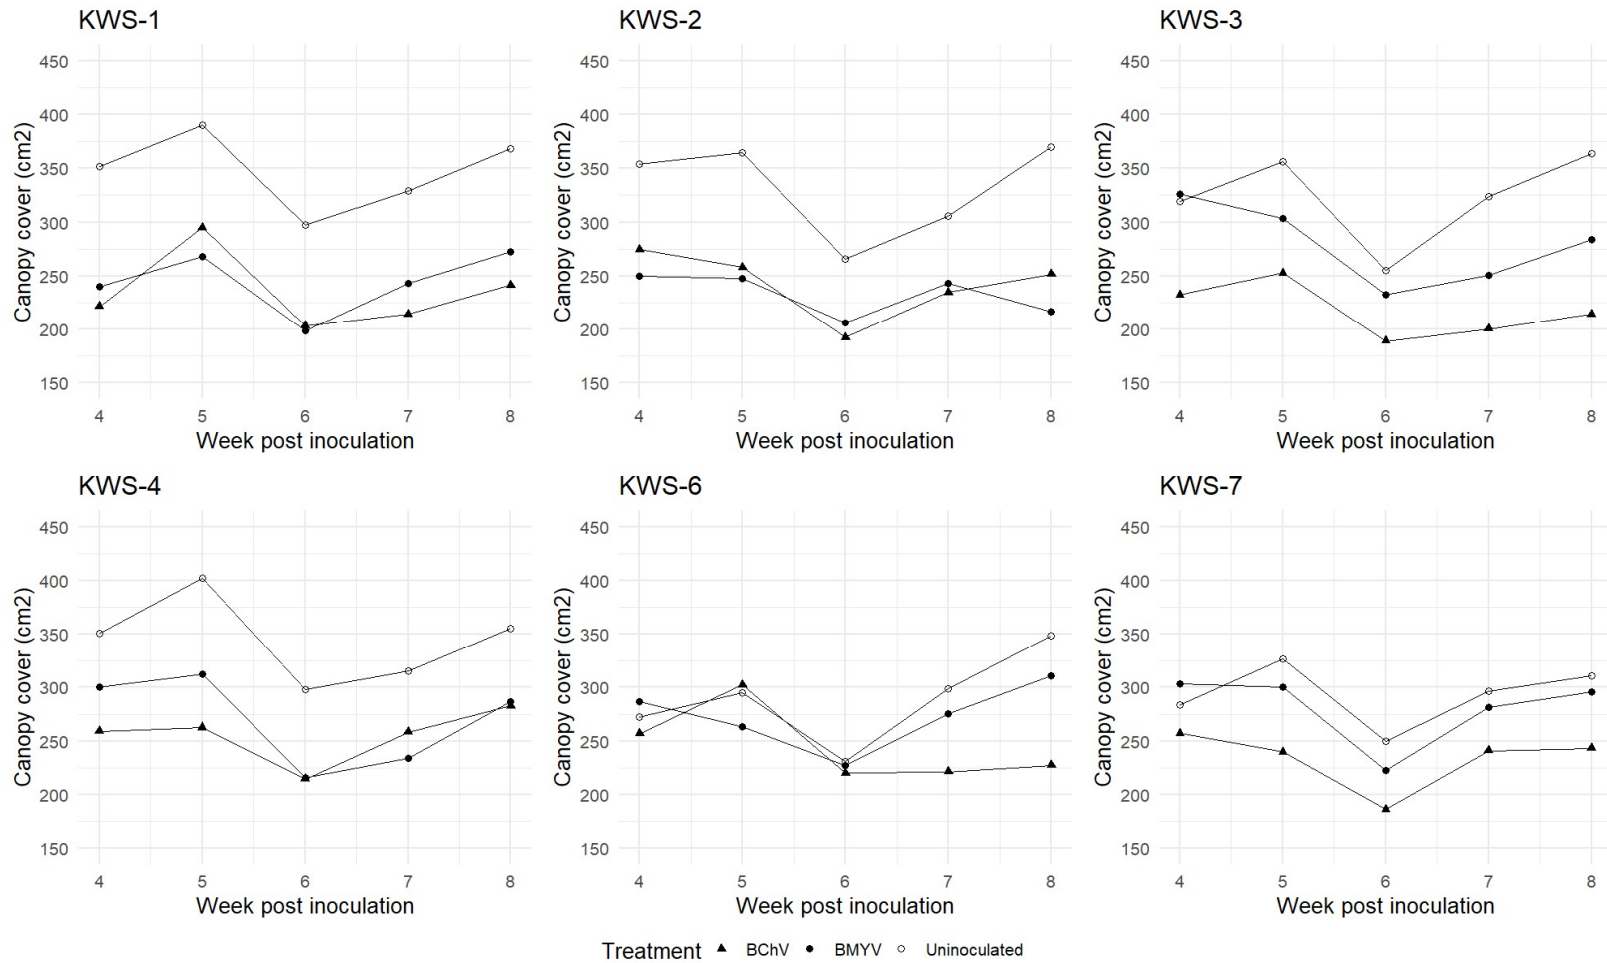 KWS-1 KWS-2 KWS-3
450 450 450
400 400 400
350 350 350
300 300 300
250 250 250
200 200 200
150 150 150
Canopy cover (cm2) Canopy cover (cm2) Canopy cover (cm2)
4 5 6 7 8 4 5 6 7 8 4 5 6 7 8
Week post inoculation Week post inoculation Week post inoculation
KWS-4 KWS-6 KWS-7
450 450 450
400 400 400
350 350 350
300 300 300
250 250 250
200 200 200
150 150 150
Canopy cover (cm2) Canopy cover (cm2) Canopy cover (cm2)
4 5 6 7 8 4 5 6 7 8 4 5 6 7 8
Week post inoculation Week post inoculation Week post inoculation
Treatment BChV BMYV Uninoculated